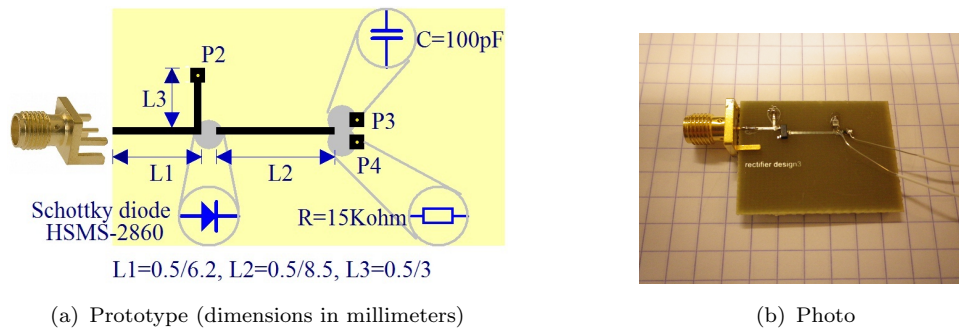 P2
C=100pF
L3
P3
P4
L1
L2
Schottky diode
HSMS-2860
R=15Kohm
L1=0.5/6.2, L2=0.5/8.5, L3=0.5/3
rectifier design3
(a) Prototype (dimensions in millimeters)
(b) Photo